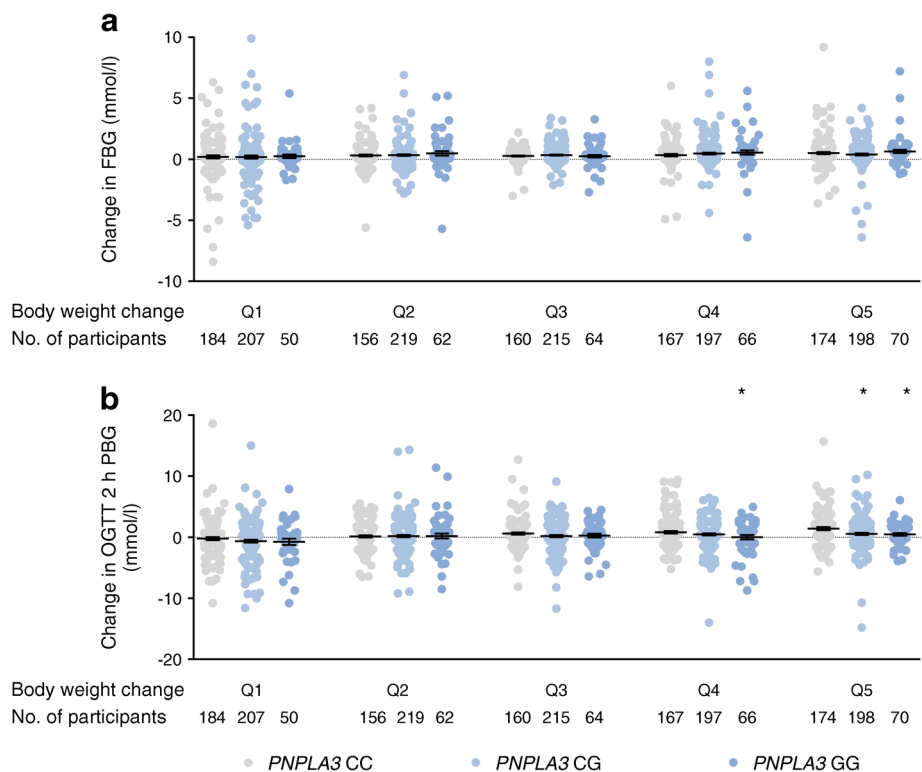 a
Change in FBG (mmol/l)
10
5
0
-5
-10
Body weight change Q1 Q2 Q3 Q4 Q5
No. of participants 184 207 50 156 219 62 160 215 64 167 197 66 174 198 70
b
* * *
Change in OGTT 2 h PBG
(mmol/l)
20
10
0
-10
-20
Body weight change Q1 Q2 Q3 Q4 Q5
No. of participants 184 207 50 156 219 62 160 215 64 167 197 66 174 198 70
PNPLA3 CC PNPLA3 CG PNPLA3 GG